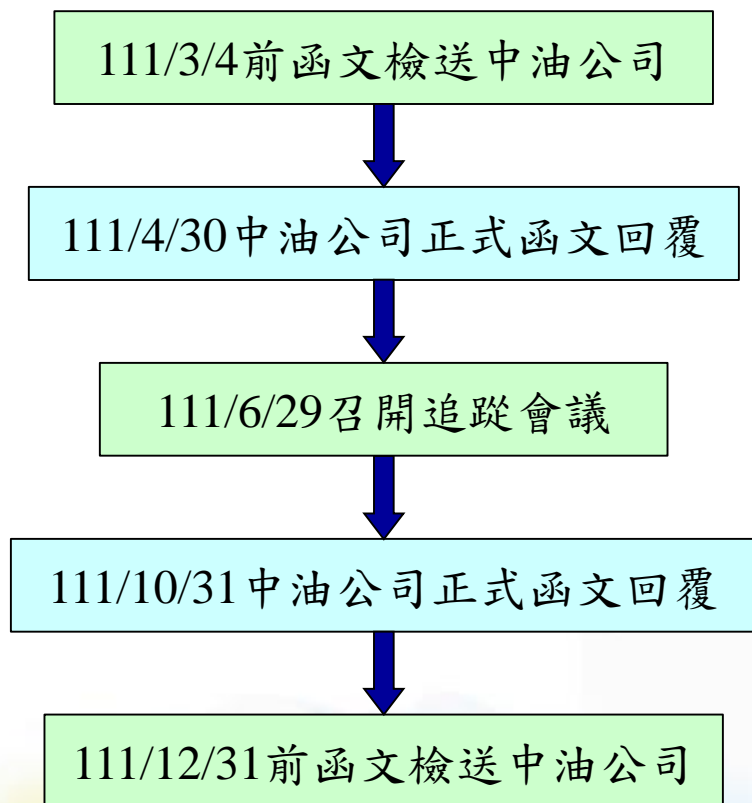 111/3/4前函文檢送中油公司
111/4/30中油公司正式函文回覆
111/6/29召開追蹤會議
111/10/31中油公司正式函文回覆
111/12/31前函文檢送中油公司